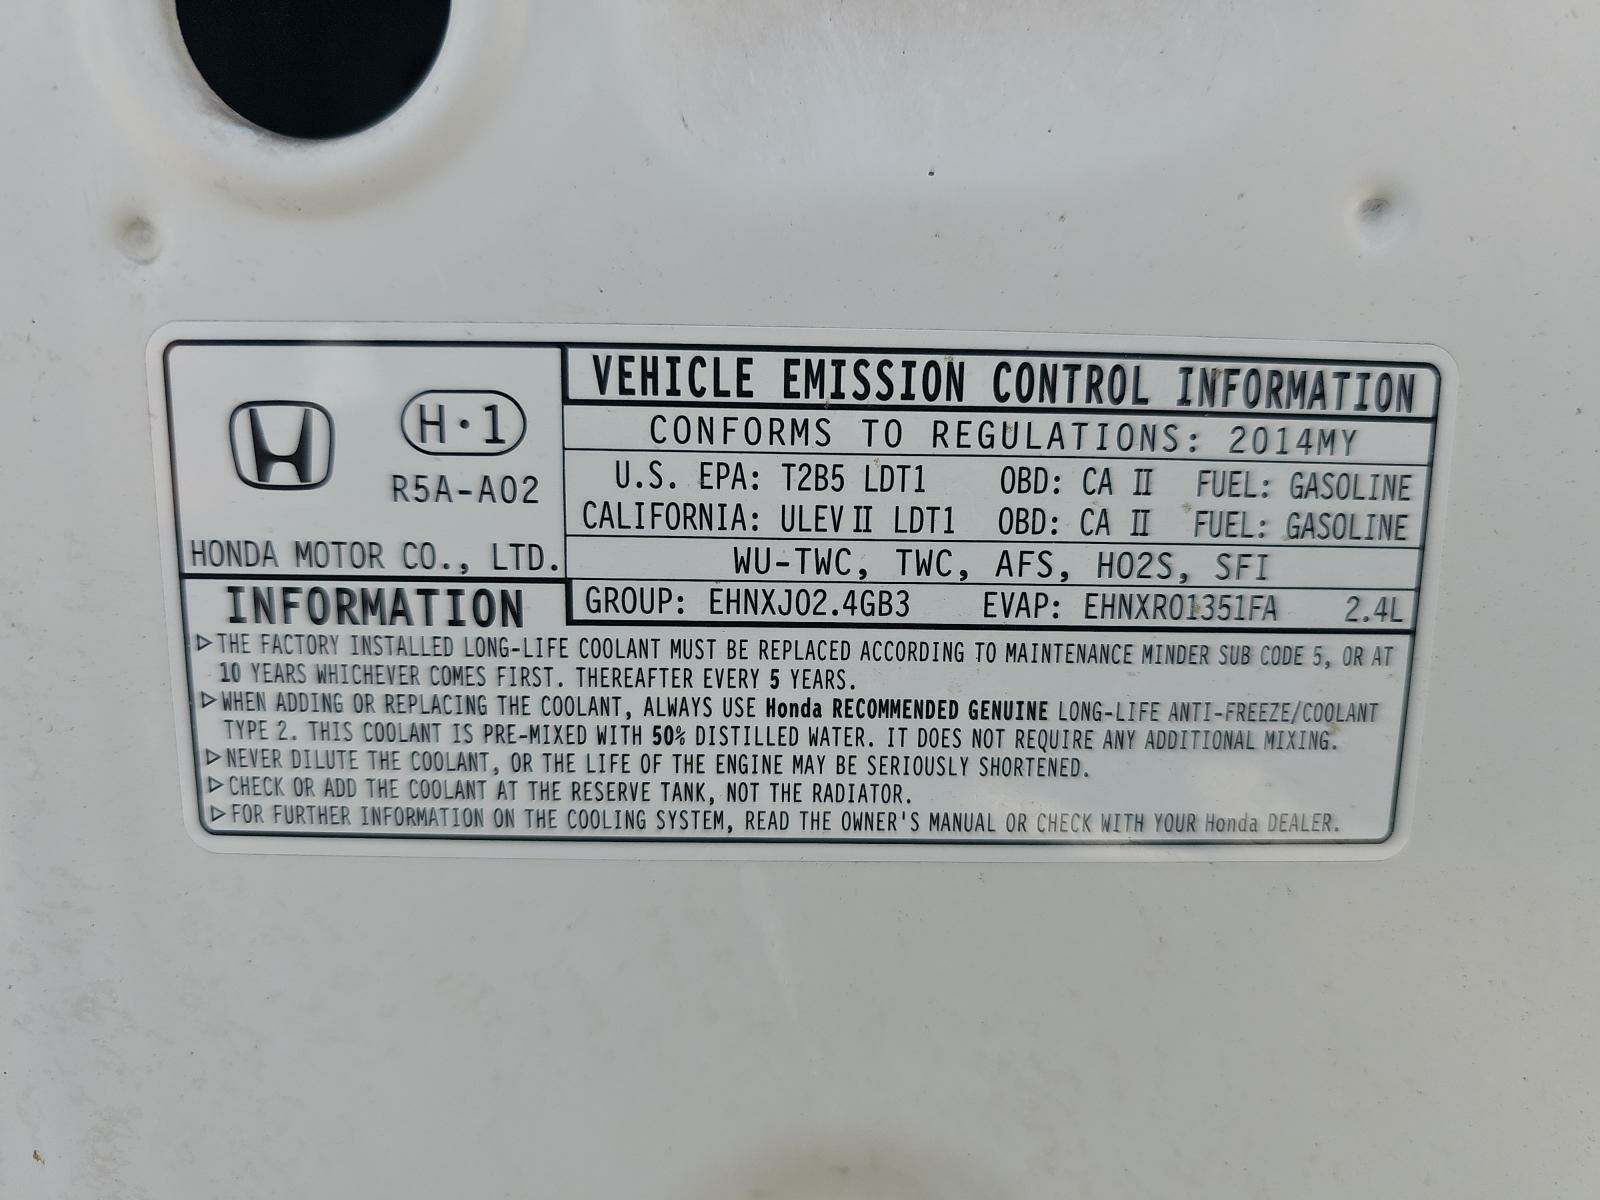 H·1
R5A-A02
HONDA MOTOR CO., LTD.
VEHICLE EMISSION CONTROL INFORMATION
CONFORMS TO REGULATIONS: 2014MY
U.S. EPA: T2B5 LDT1 OBD: CA II FUEL: GASOLINE
CALIFORNIA: ULEV II LDT1 OBD: CA II FUEL: GASOLINE
WU-TWC, TWC, AFS, HO2S, SFI
GROUP: EHNXJ02.4GB3 EVAP: EHNXR01351FA 2.4L
INFORMATION
▷THE FACTORY INSTALLED LONG-LIFE COOLANT MUST BE REPLACED ACCORDING TO MAINTENANCE MINDER SUB CODE 5, OR AT
10 YEARS WHICHEVER COMES FIRST. THEREAFTER EVERY 5 YEARS.
▷WHEN ADDING OR REPLACING THE COOLANT, ALWAYS USE Honda RECOMMENDED GENUINE LONG-LIFE ANTI-FREEZE/COOLANT
TYPE 2. THIS COOLANT IS PRE-MIXED WITH 50% DISTILLED WATER. IT DOES NOT REQUIRE ANY ADDITIONAL MIXING.
▷NEVER DILUTE THE COOLANT, OR THE LIFE OF THE ENGINE MAY BE SERIOUSLY SHORTENED.
▷CHECK OR ADD THE COOLANT AT THE RESERVE TANK, NOT THE RADIATOR.
▷FOR FURTHER INFORMATION ON THE COOLING SYSTEM, READ THE OWNER'S MANUAL OR CHECK WITH YOUR Honda DEALER.